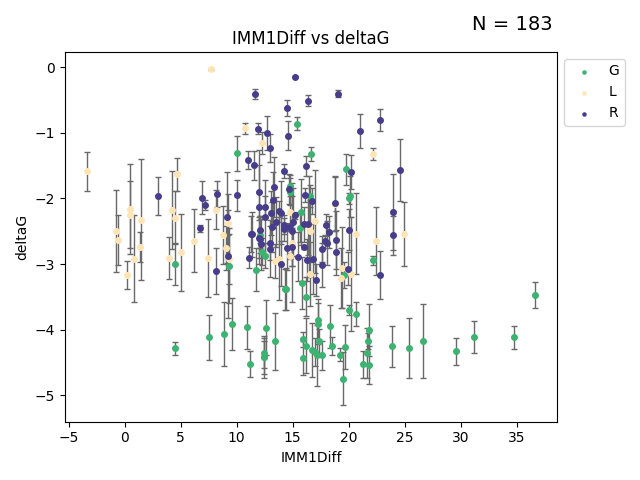 N = 183
IMM1Diff vs deltaG
G
L
R
deltaG
0
−1
−2
−3
−4
−5
−5 0 5 10 15 20 25 30 35
IMM1Diff